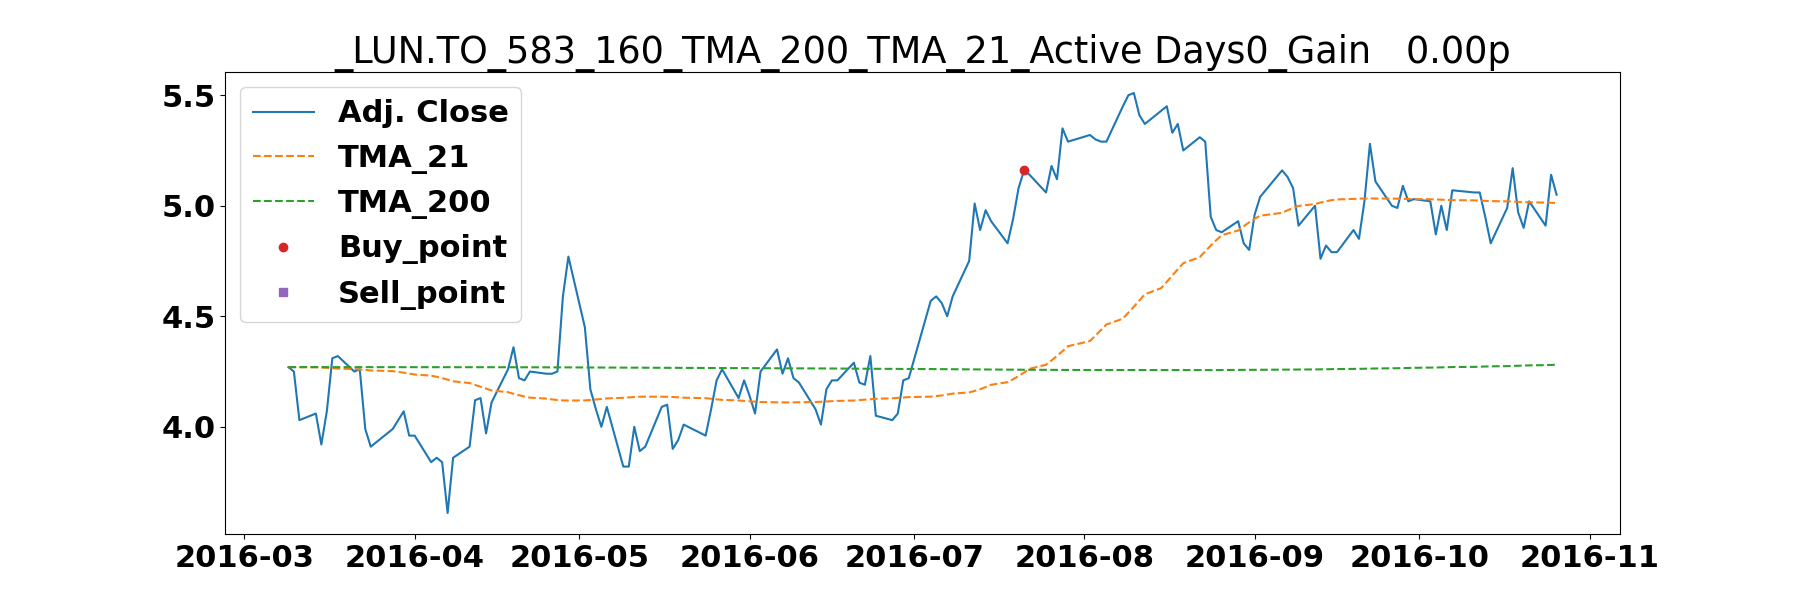 _LUN.TO_583_160_TMA_200_TMA_21_Active Days0_Gain   0.00p
5.5
5.0
4.5
4.0
Adj. Close
TMA_21
TMA_200
Buy_point
Sell_point
2016-03 2016-04 2016-05 2016-06 2016-07 2016-08 2016-09 2016-10 2016-11